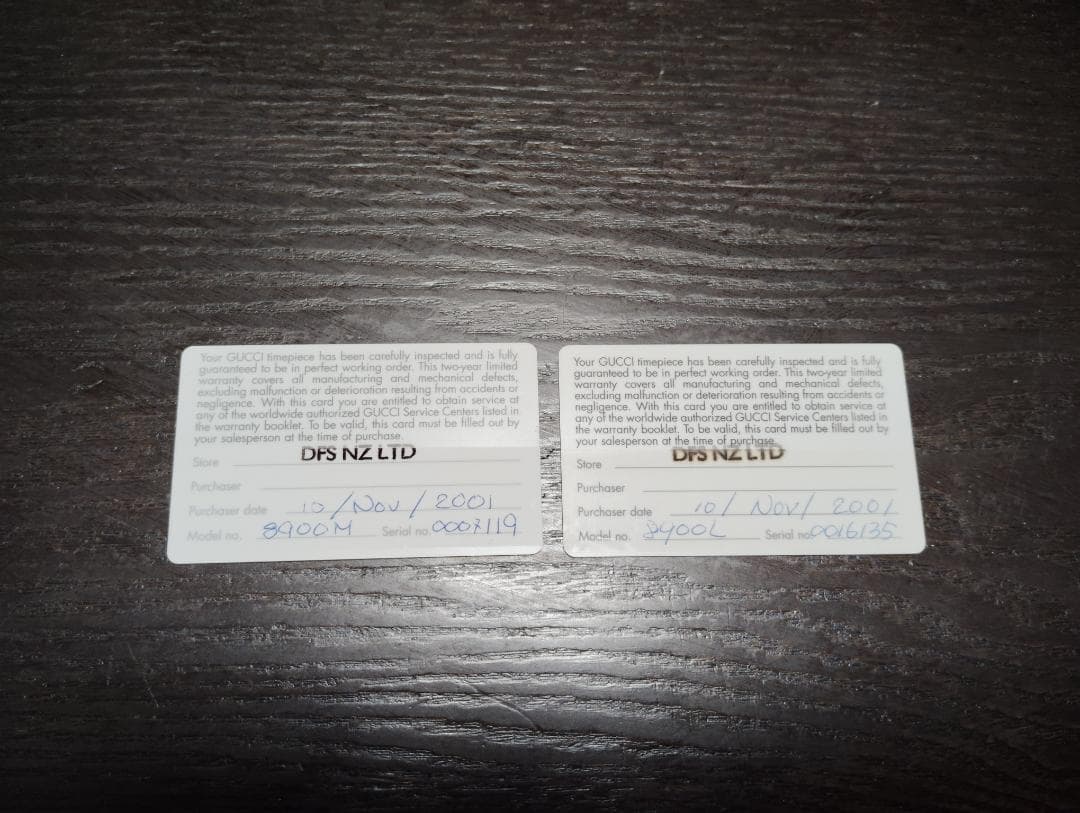 Your GUCCI timepiece has been carefully inspected and is fully
guaranteed to be in perfect working order. This two-year limited
warranty covers all manufacturing and mechanical defects,
excluding malfunction or deterioration resulting from accidents or
negligence. With this card you are entitled to obtain service at
any of the worldwide authorized GUCCI Service Centers listed in
the warranty booklet. To be valid, this card must be filled out by
your salesperson at the time of purchase.
Store DFS NZ LTD
Purchaser
Purchaser date 10/Nov/2001
Model no. 8900M Serial no. 0007119
Your GUCCI timepiece has been carefully inspected and is fully
guaranteed to be in perfect working order. This two-year limited
warranty covers all manufacturing and mechanical defects,
excluding malfunction or deterioration resulting from accidents or
negligence. With this card you are entitled to obtain service at
any of the worldwide authorized GUCCI Service Centers listed in
the warranty booklet. To be valid, this card must be filled out by
your salesperson at the time of purchase.
Store DFS NZ LTD
Purchaser
Purchaser date 10/Nov/2001
Model no. 8900L Serial no. 0016135